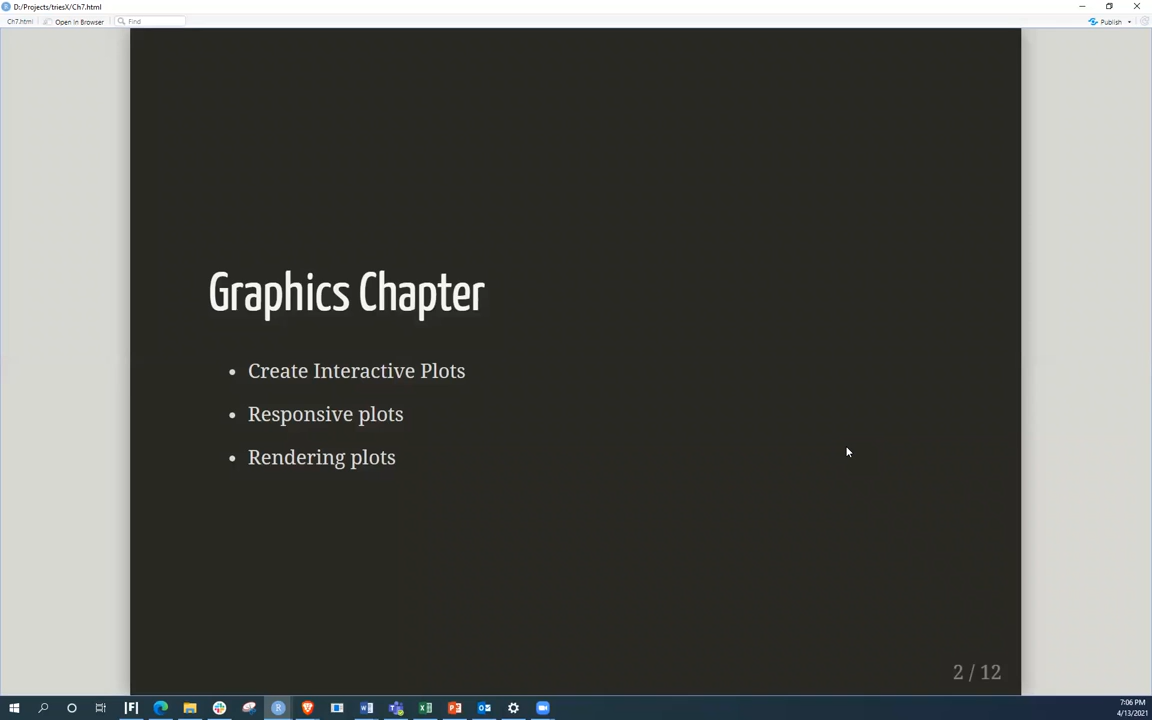 D:/Projects/triesX/Ch7.html
Ch7.html
Open in Browser
Find
Publish
Graphics Chapter
Create Interactive Plots
Responsive plots
Rendering plots
2 / 12
7:06 PM
4/13/2021